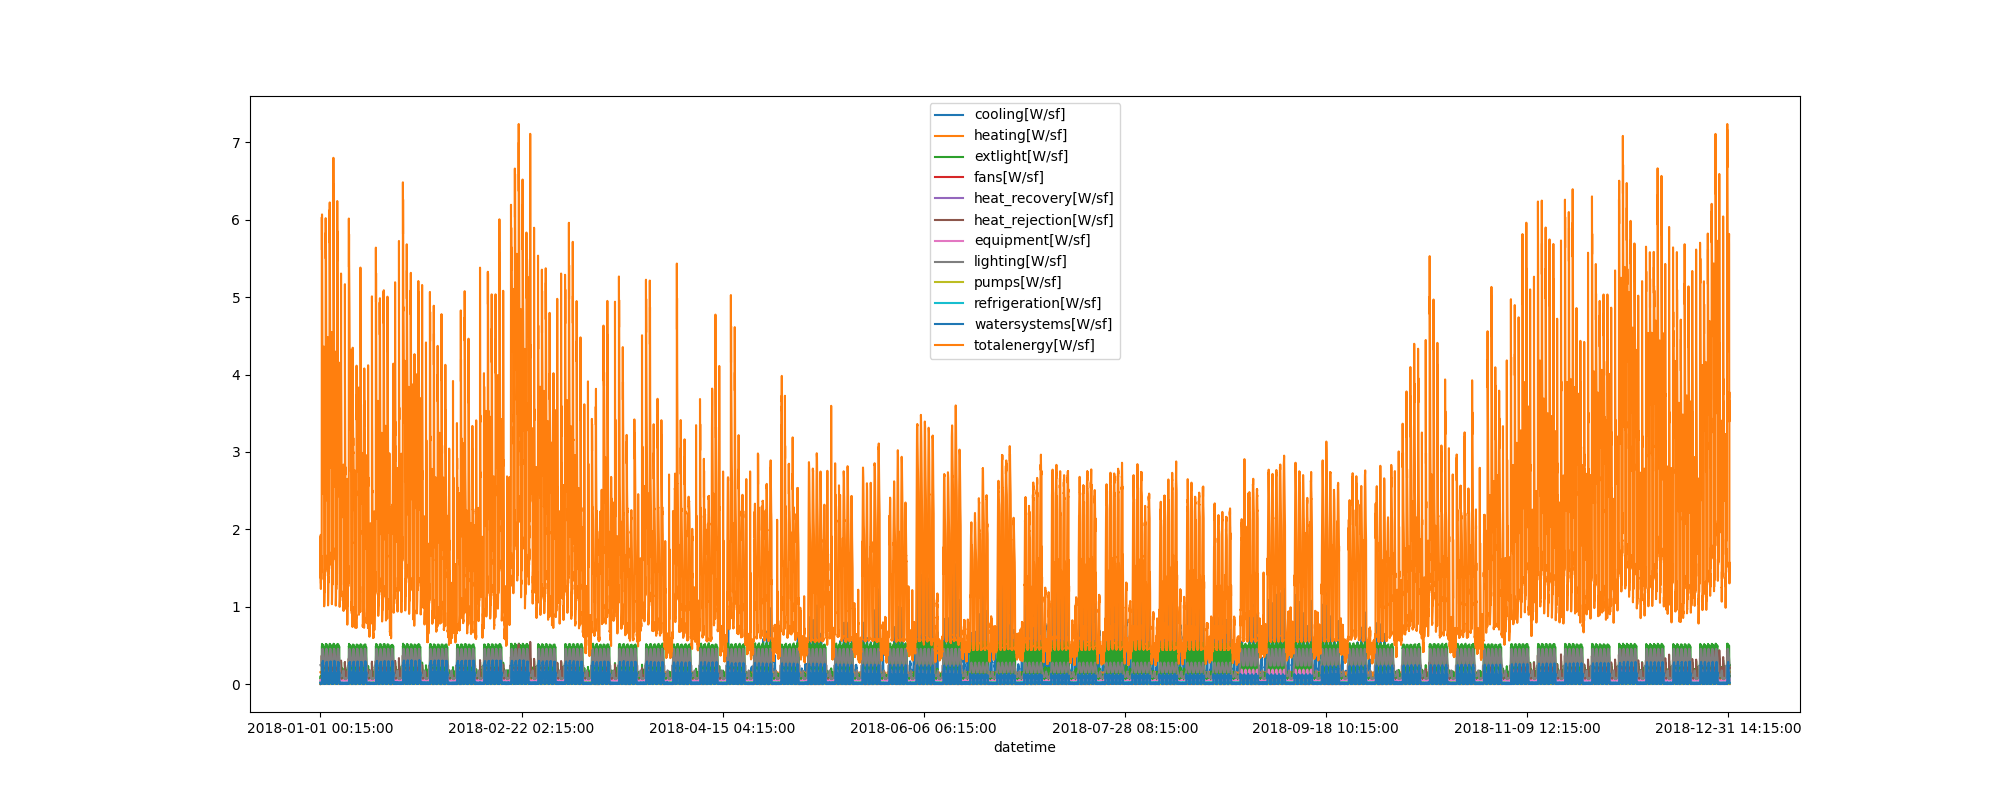 cooling[W/sf]
heating[W/sf]
extlight[W/sf]
fans[W/sf]
heat_recovery[W/sf]
heat_rejection[W/sf]
equipment[W/sf]
lighting[W/sf]
pumps[W/sf]
refrigeration[W/sf]
watersystems[W/sf]
totalenergy[W/sf]
7
6
5
4
3
2
1
0
2018-01-01 00:15:00 2018-02-22 02:15:00 2018-04-15 04:15:00 2018-06-06 06:15:00 2018-07-28 08:15:00 2018-09-18 10:15:00 2018-11-09 12:15:00 2018-12-31 14:15:00
datetime